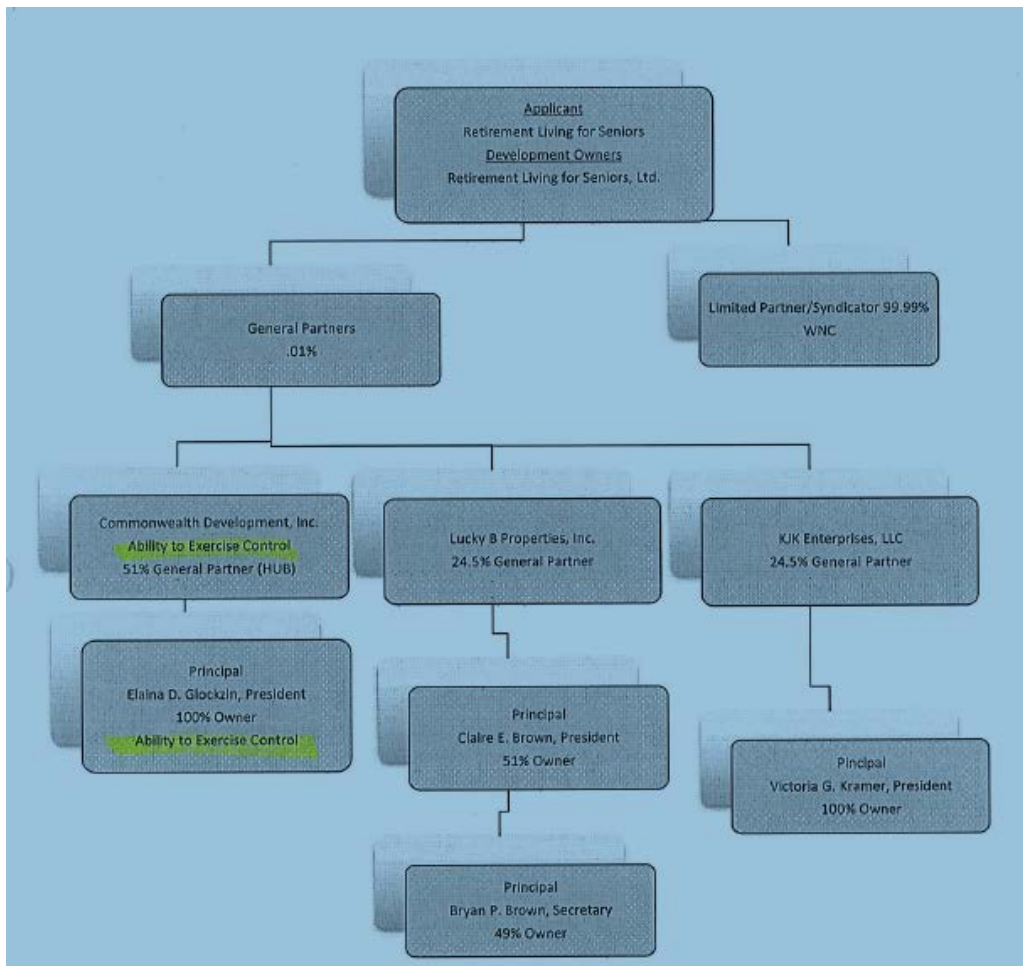 Applicant
Retirement Living for Seniors
Development Owners
Retirement Living for Seniors, Ltd.
General Partners
.01%
Limited Partner/Syndicator 99.99%
WNC
Commonwealth Development, Inc.
Ability to Exercise Control
51% General Partner (HUB)
Lucky B Properties, Inc.
24.5% General Partner
KJK Enterprises, LLC
24.5% General Partner
Principal
Elaina D. Glockzin, President
100% Owner
Ability to Exercise Control
Principal
Claire E. Brown, President
51% Owner
Pincipal
Victoria G. Kramer, President
100% Owner
Principal
Bryan P. Brown, Secretary
49% Owner